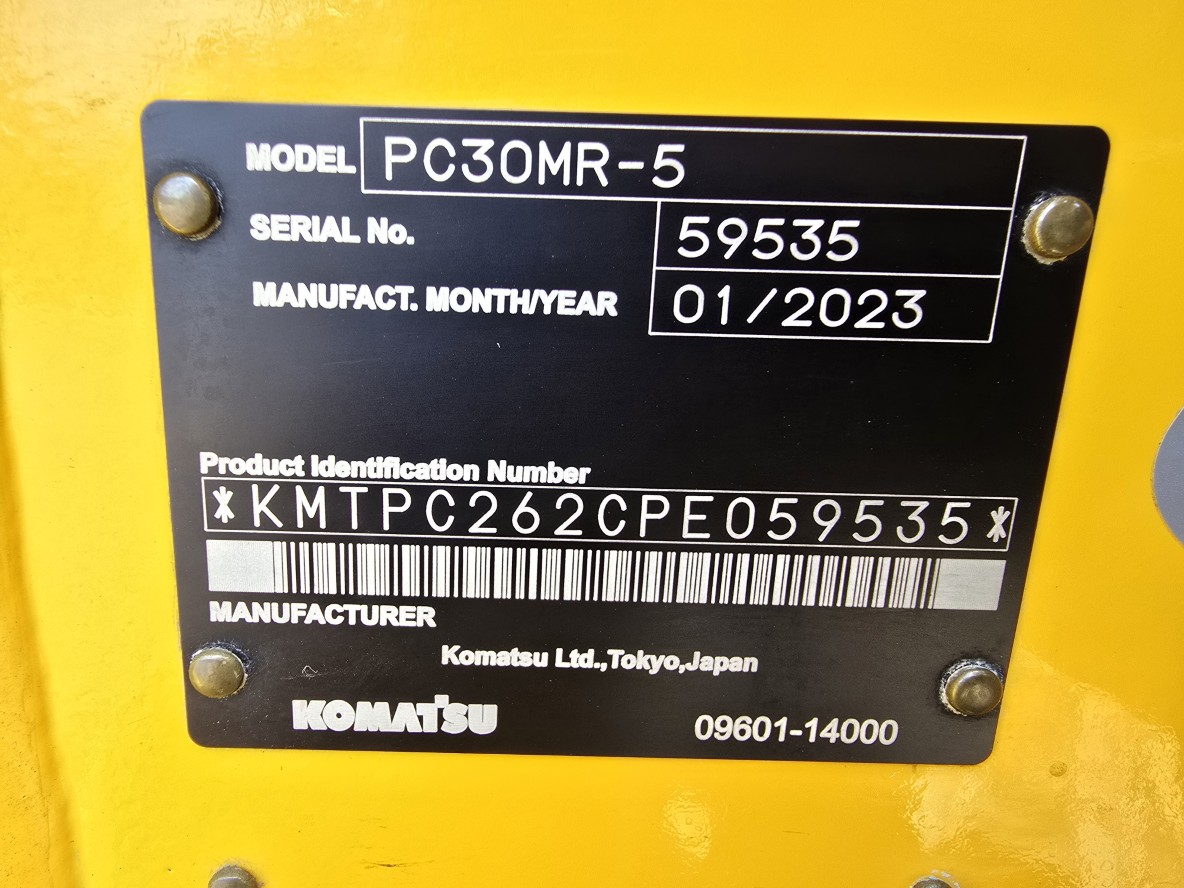 MODEL PC30MR-5
SERIAL No. 59535
MANUFACT. MONTH/YEAR 01/2023
Product Identification Number
*KMTPC262CPE059535*
MANUFACTURER
Komatsu Ltd.,Tokyo,Japan
KOMATSU 09601-14000